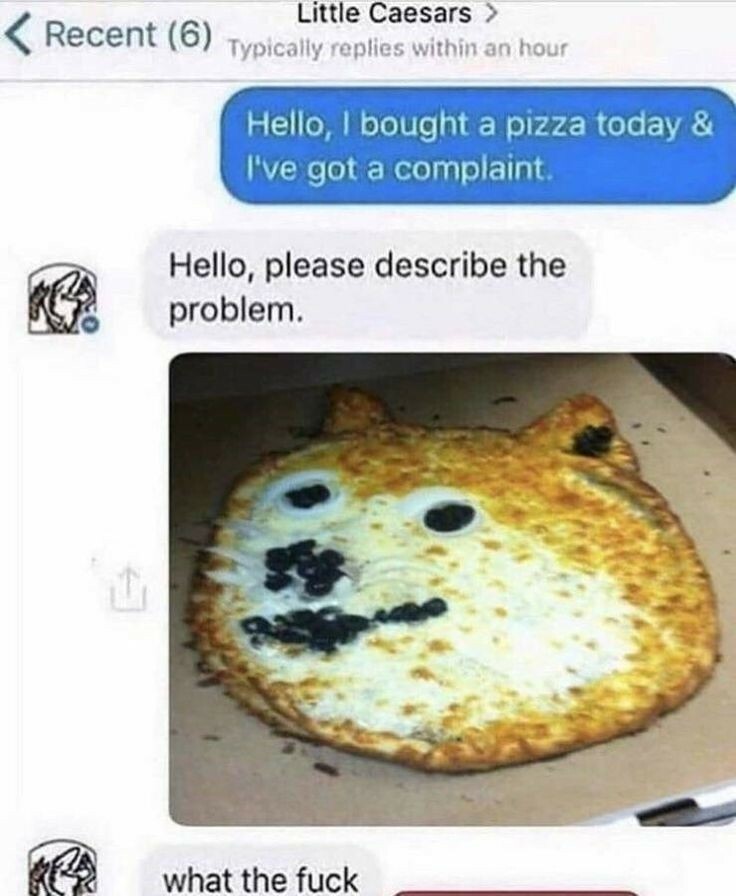 Little Caesars >
Recent (6)
Typically replies within an hour
Hello, I bought a pizza today &
I've got a complaint.
Hello, please describe the
problem.
what the fuck